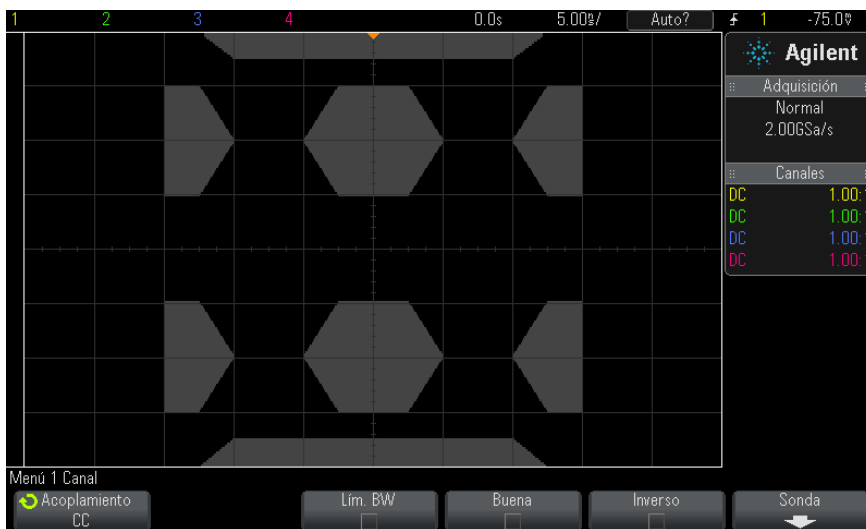 1 2 3 4 0.0s 5.00s/ Auto? 1 -75.0V
Agilent
Adquisición
Normal
2.00GSa/s
Canales
DC 1.00:
DC 1.00:
DC 1.00:
DC 1.00:
Menú 1 Canal
Acoplamiento Lím. BW Buena Inverso Sonda
CC